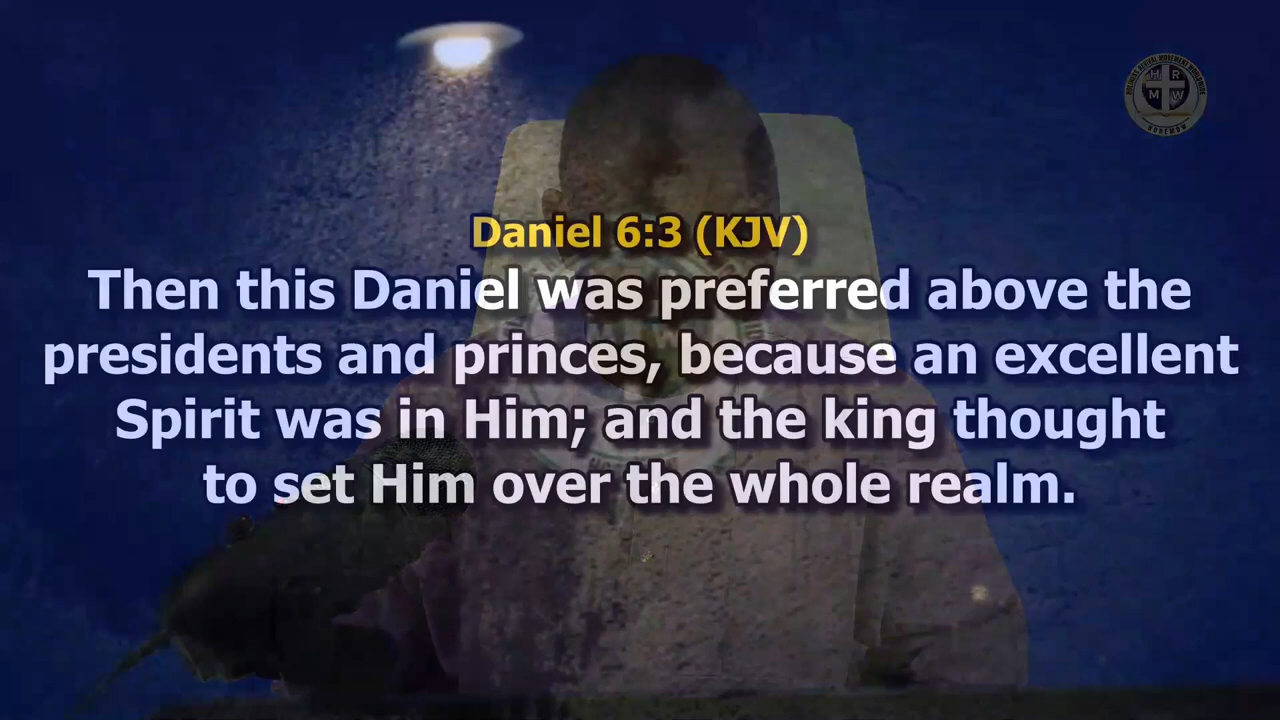 Daniel 6:3 (KJV)
Then this Daniel was preferred above the
presidents and princes, because an excellent
Spirit was in Him; and the king thought
to set Him over the whole realm.
H R
M W